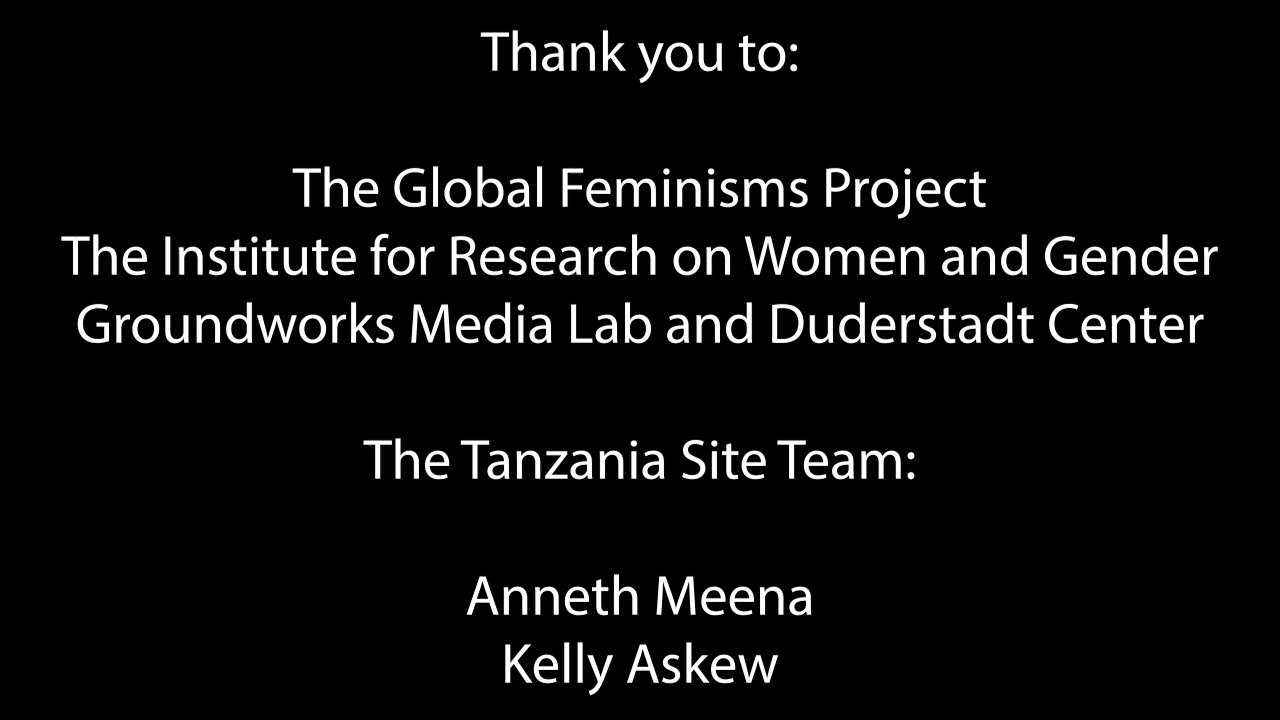 Thank you to:
The Global Feminisms Project
The Institute for Research on Women and Gender
Groundworks Media Lab and Duderstadt Center
The Tanzania Site Team:
Anneth Meena
Kelly Askew